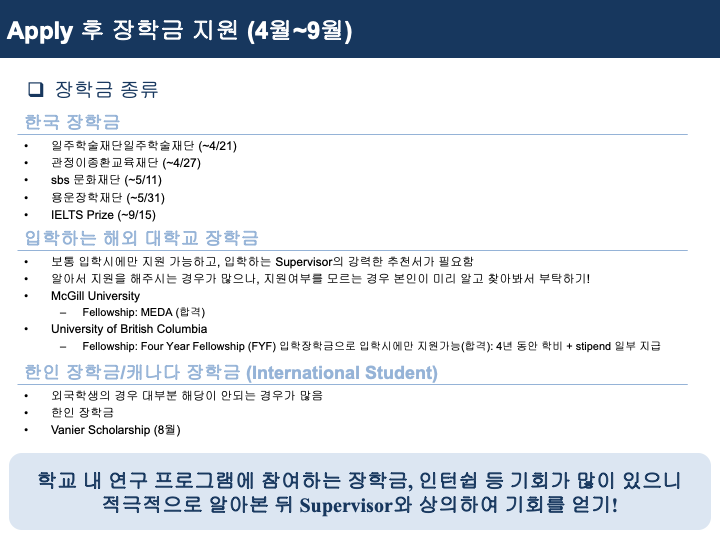 Apply 후 장학금 지원 (4월~9월)
❑ 장학금 종류
한국 장학금
• 일주학술재단일주학술재단 (~4/21)
• 관정이종환교육재단 (~4/27)
• sbs 문화재단 (~5/11)
• 용운장학재단 (~5/31)
• IELTS Prize (~9/15)
입학하는 해외 대학교 장학금
• 보통 입학시에만 지원 가능하고, 입학하는 Supervisor의 강력한 추천서가 필요함
• 알아서 지원을 해주시는 경우가 많으나, 지원여부를 모르는 경우 본인이 미리 알고 찾아봐서 부탁하기!
• McGill University
– Fellowship: MEDA (합격)
• University of British Columbia
– Fellowship: Four Year Fellowship (FYF) 입학장학금으로 입학시에만 지원가능(합격): 4년 동안 학비 + stipend 일부 지급
한인 장학금/캐나다 장학금 (International Student)
• 외국학생의 경우 대부분 해당이 안되는 경우가 많음
• 한인 장학금
• Vanier Scholarship (8월)
학교 내 연구 프로그램에 참여하는 장학금, 인턴쉽 등 기회가 많이 있으니
적극적으로 알아본 뒤 Supervisor와 상의하여 기회를 얻기!